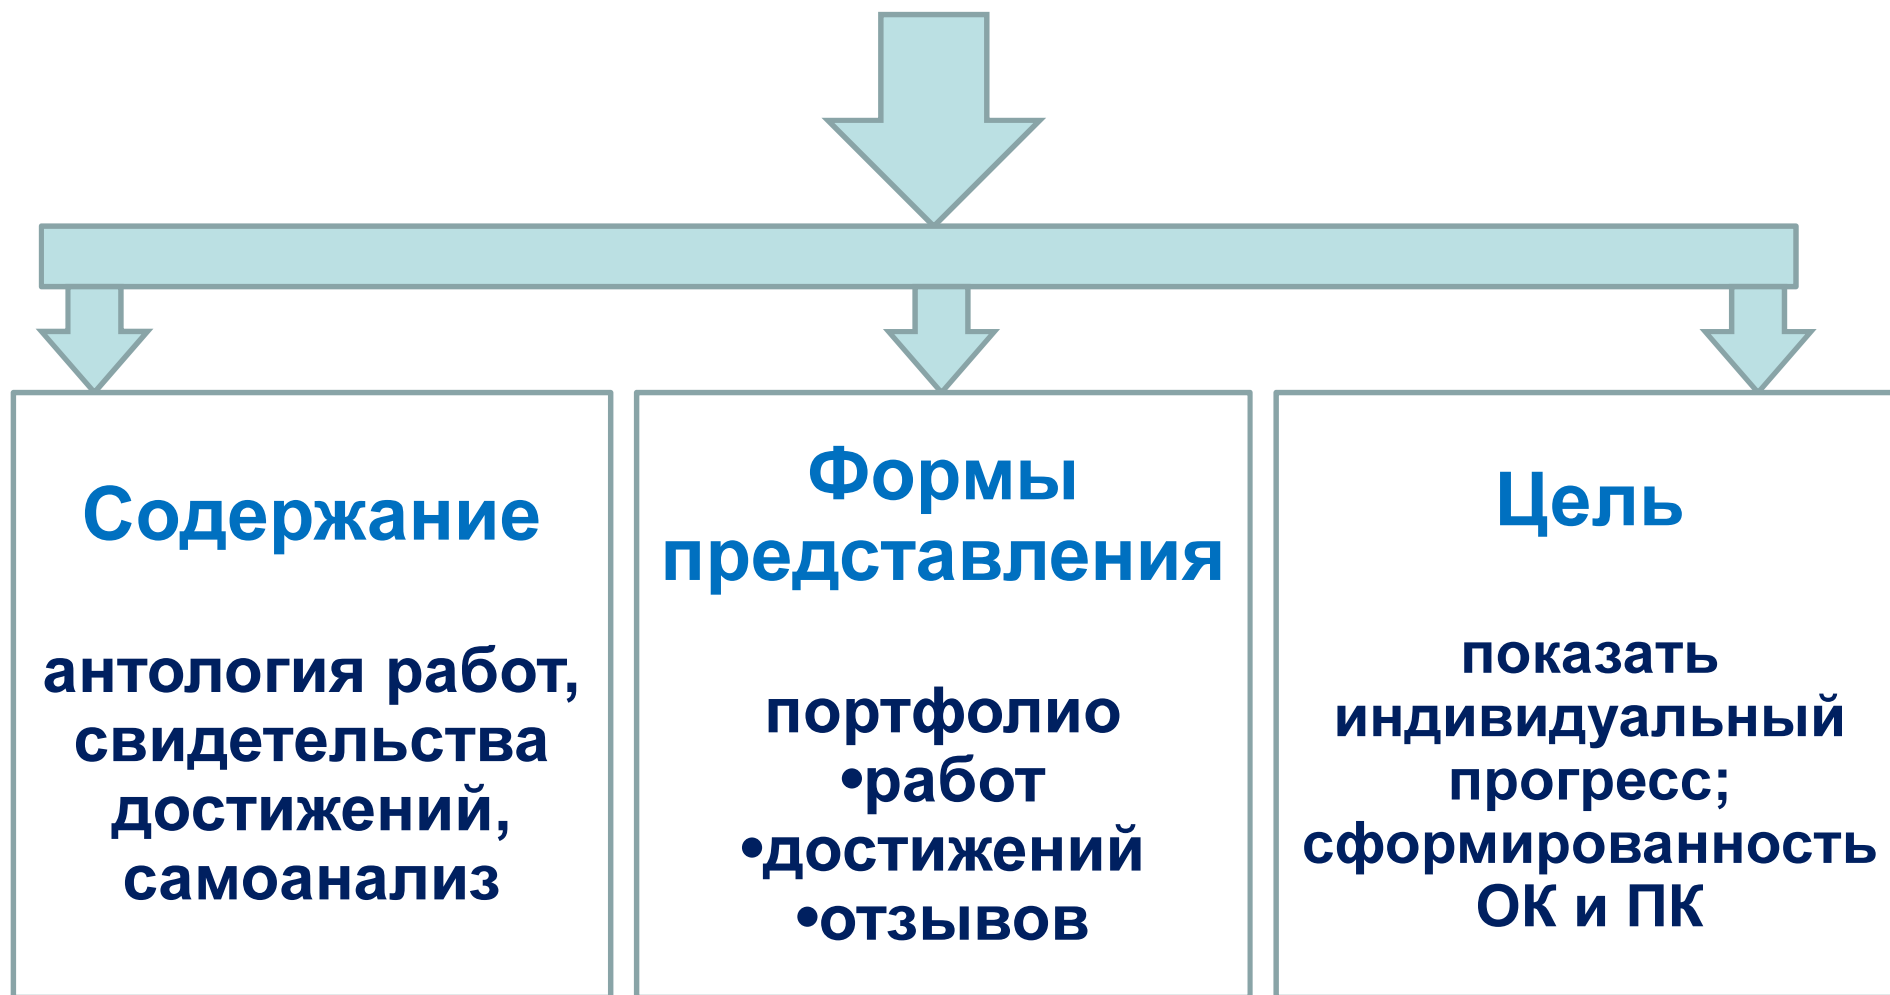 Содержание
антология работ,
свидетельства
достижений,
самоанализ
Формы
представления
портфолио
•работ
•достижений
•отзывов
Цель
показать
индивидуальный
прогресс;
сформированность
ОК и ПК